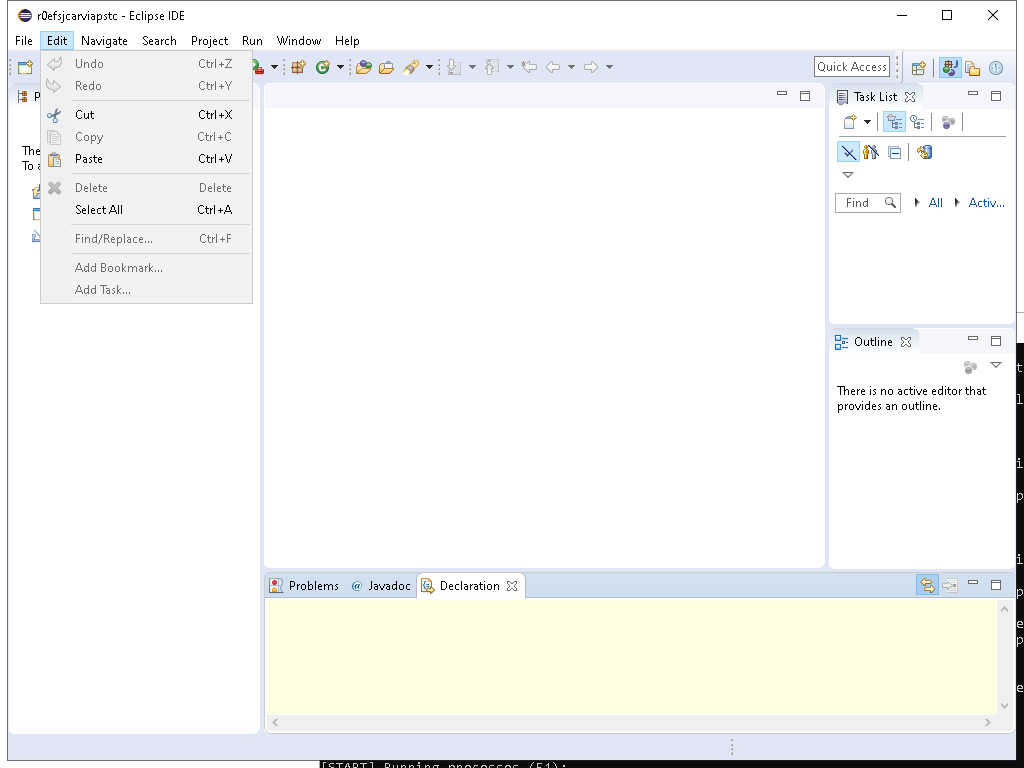 r0efsjcarviapstc - Eclipse IDE
File Edit Navigate Search Project Run Window Help
Quick Access
Undo Ctrl+Z
Redo Ctrl+Y
Cut Ctrl+X
Copy Ctrl+C
Paste Ctrl+V
Delete Delete
Select All Ctrl+A
Find/Replace... Ctrl+F
Add Bookmark...
Add Task...
P
The
To a
Task List
Find All Activ...
Outline
There is no active editor that
provides an outline.
Problems @ Javadoc Declaration
[START] Running processes (51):